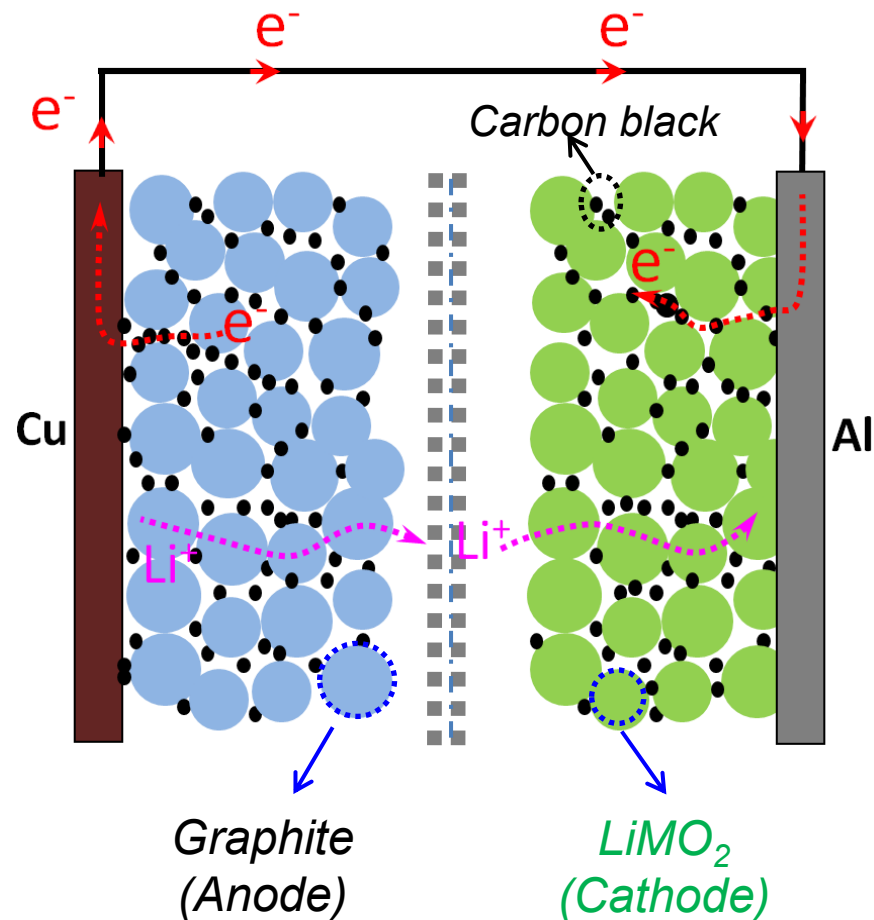 e⁻
e⁻
e⁻
Carbon black
e⁻
e⁻
Cu
Al
Li⁺
Li⁺
Graphite
(Anode)
LiMO₂
(Cathode)